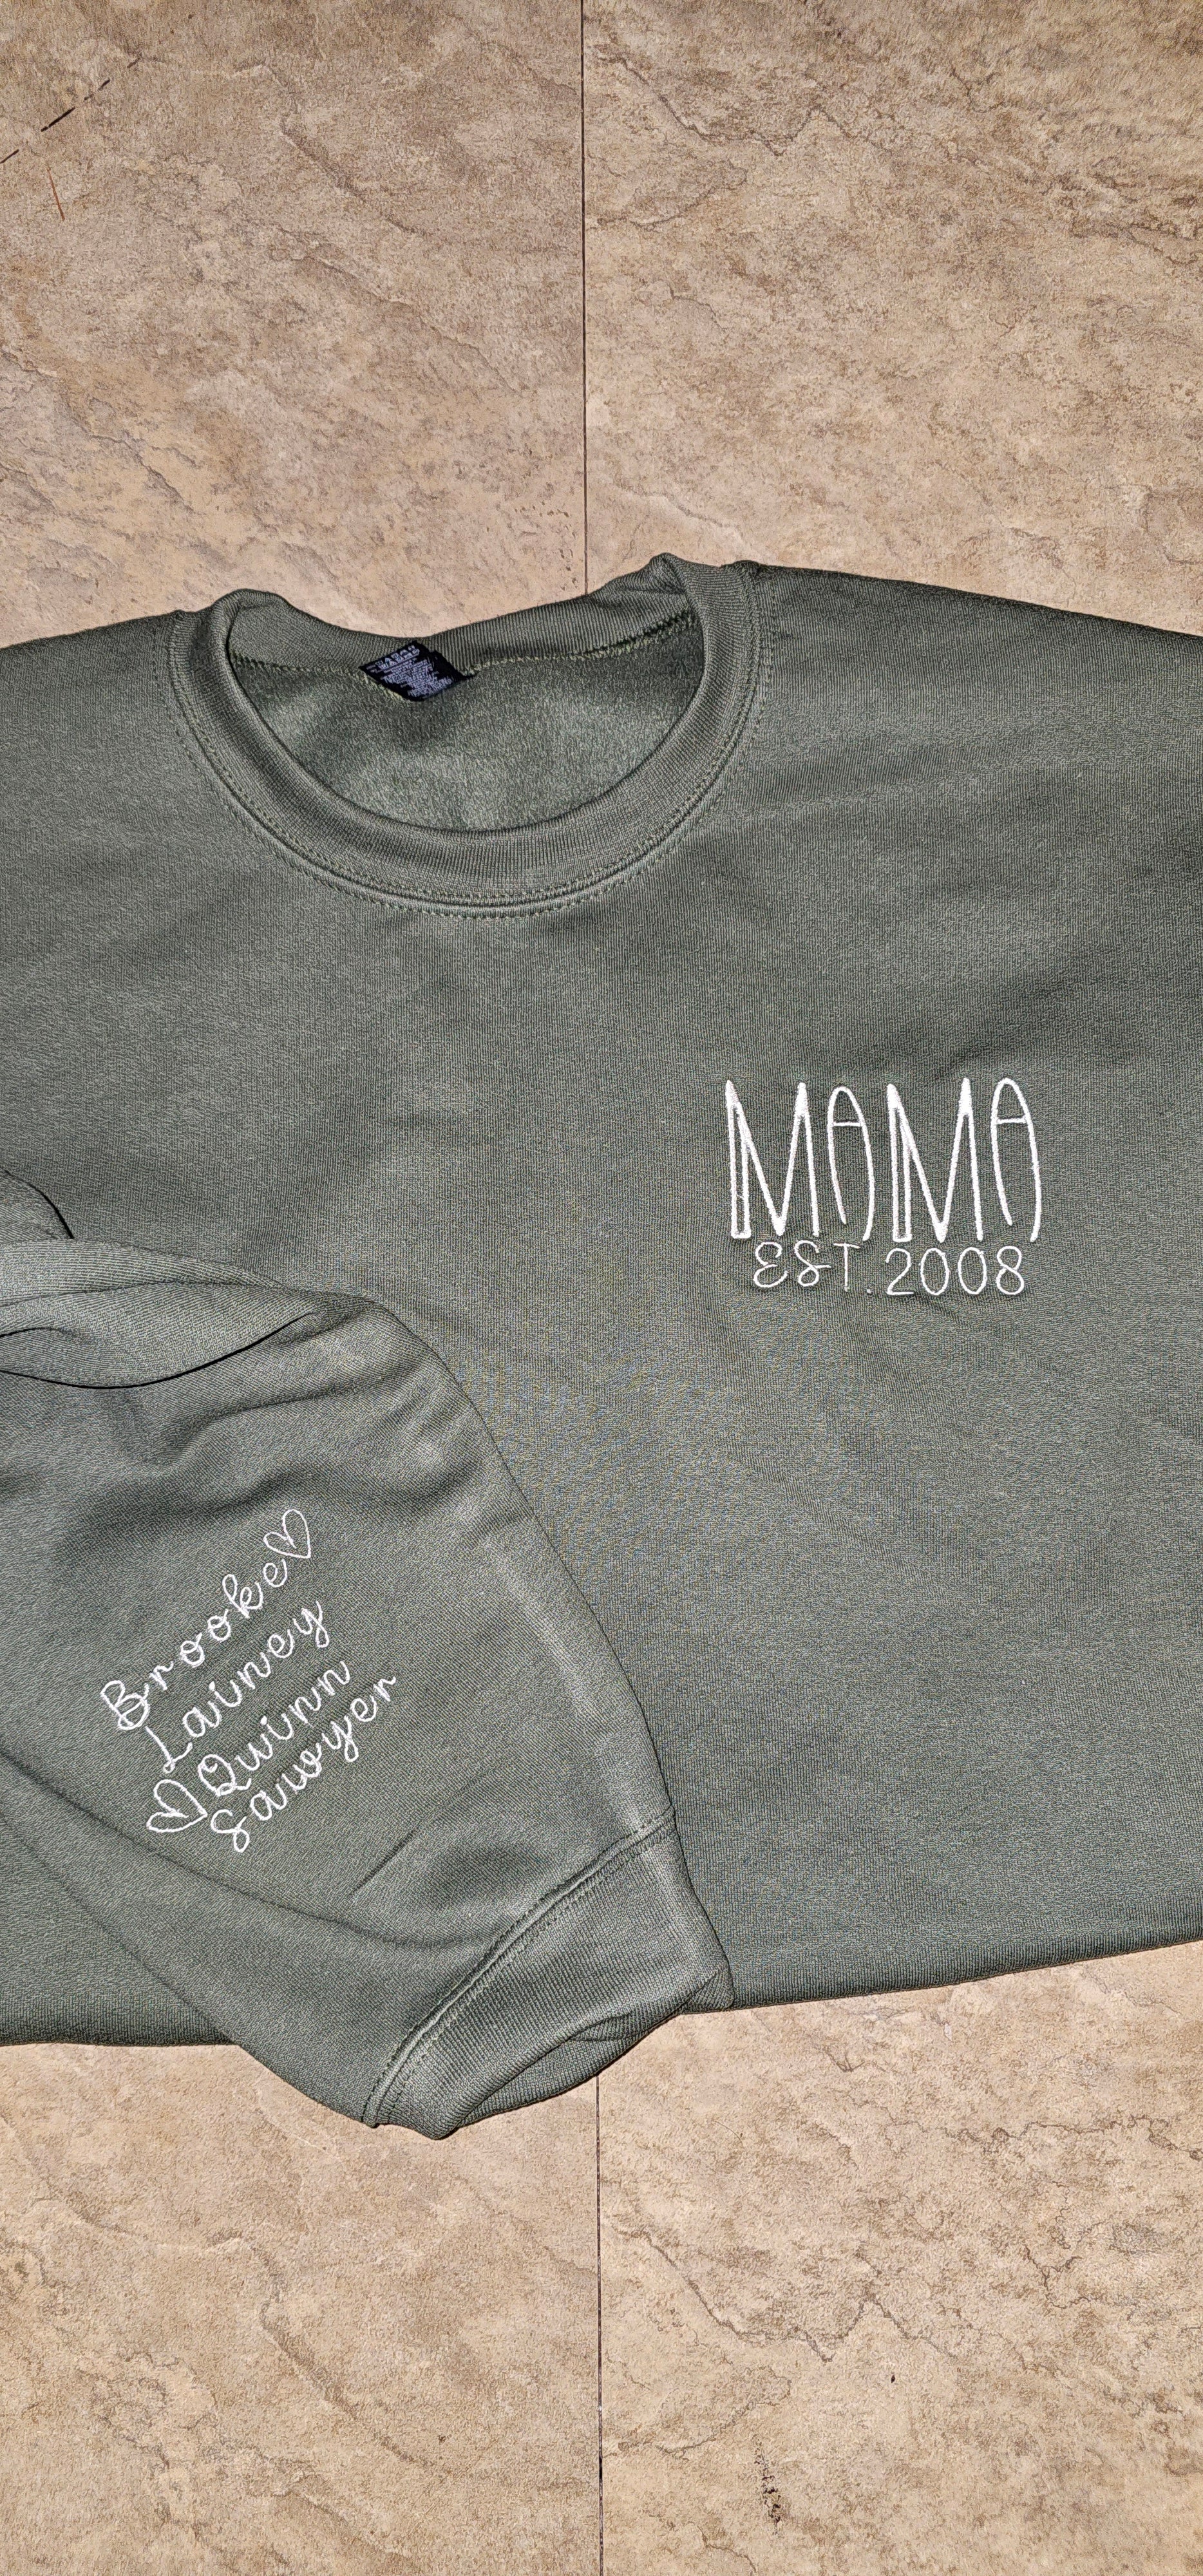 MAMA
EST. 2008
Brooke
Lainey
Quinn
Sawyer